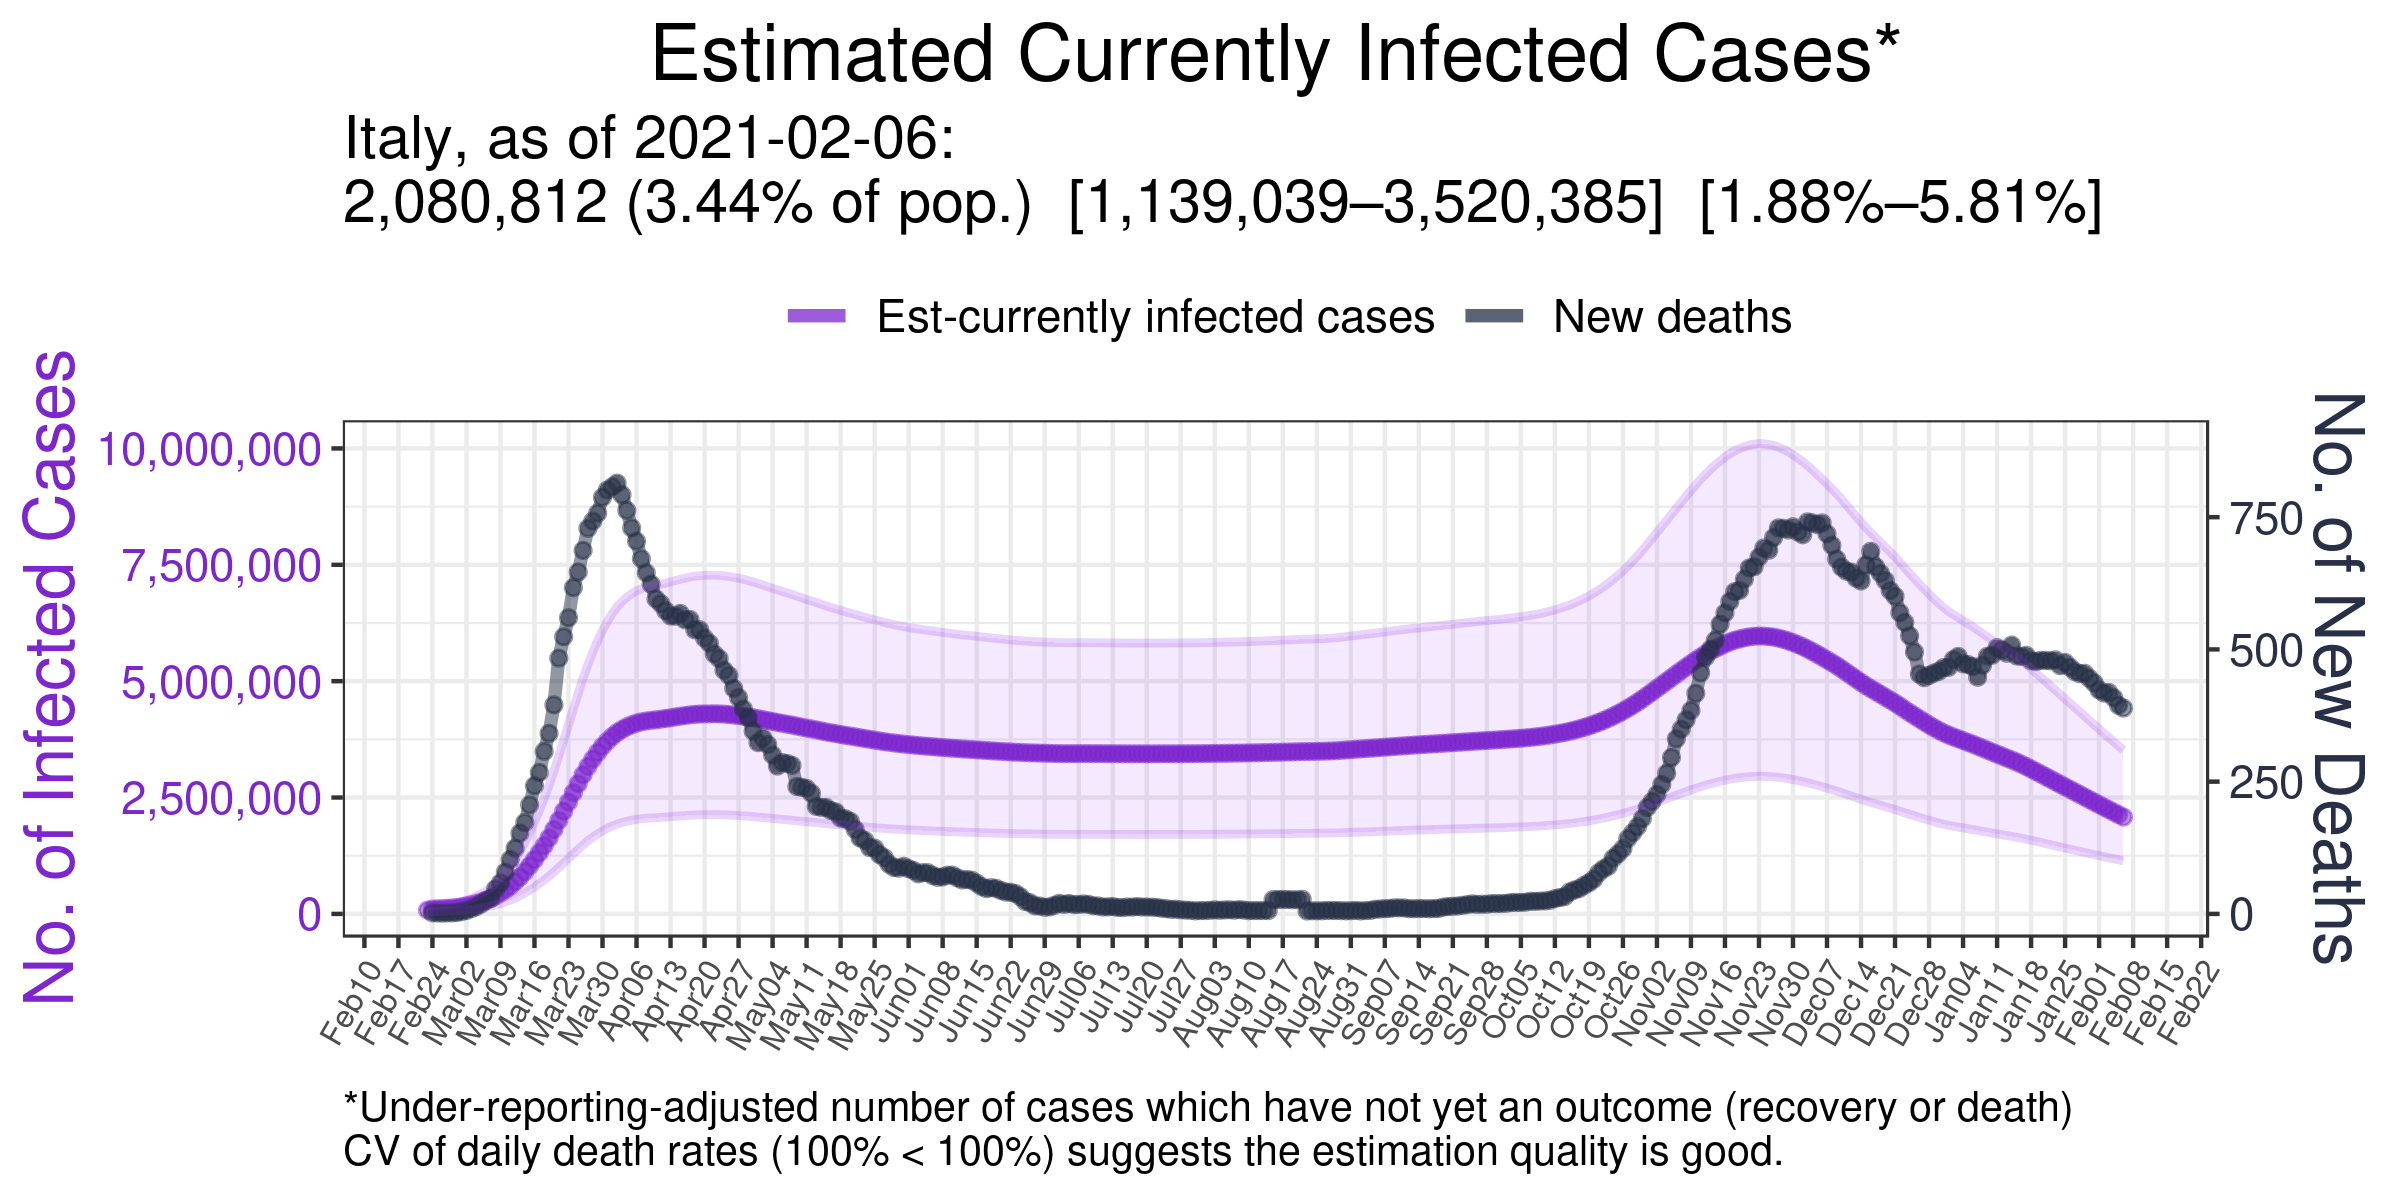 Estimated Currently Infected Cases*
Italy, as of 2021-02-06:
2,080,812 (3.44% of pop.) [1,139,039–3,520,385] [1.88%–5.81%]
Est-currently infected cases
New deaths
No. of Infected Cases
10,000,000
7,500,000
5,000,000
2,500,000
0
No. of New Deaths
750
500
250
0
Feb10
Feb17
Feb24
Mar02
Mar09
Mar16
Mar23
Mar30
Apr06
Apr13
Apr20
Apr27
May04
May11
May18
May25
Jun01
Jun08
Jun15
Jun22
Jun29
Jul06
Jul13
Jul20
Jul27
Aug03
Aug10
Aug17
Aug24
Aug31
Sep07
Sep14
Sep21
Sep28
Oct05
Oct12
Oct19
Oct26
Nov02
Nov09
Nov16
Nov23
Nov30
Dec07
Dec14
Dec21
Dec28
Jan04
Jan11
Jan18
Jan25
Feb01
Feb08
Feb15
Feb22
*Under-reporting-adjusted number of cases which have not yet an outcome (recovery or death)
CV of daily death rates (100% < 100%) suggests the estimation quality is good.